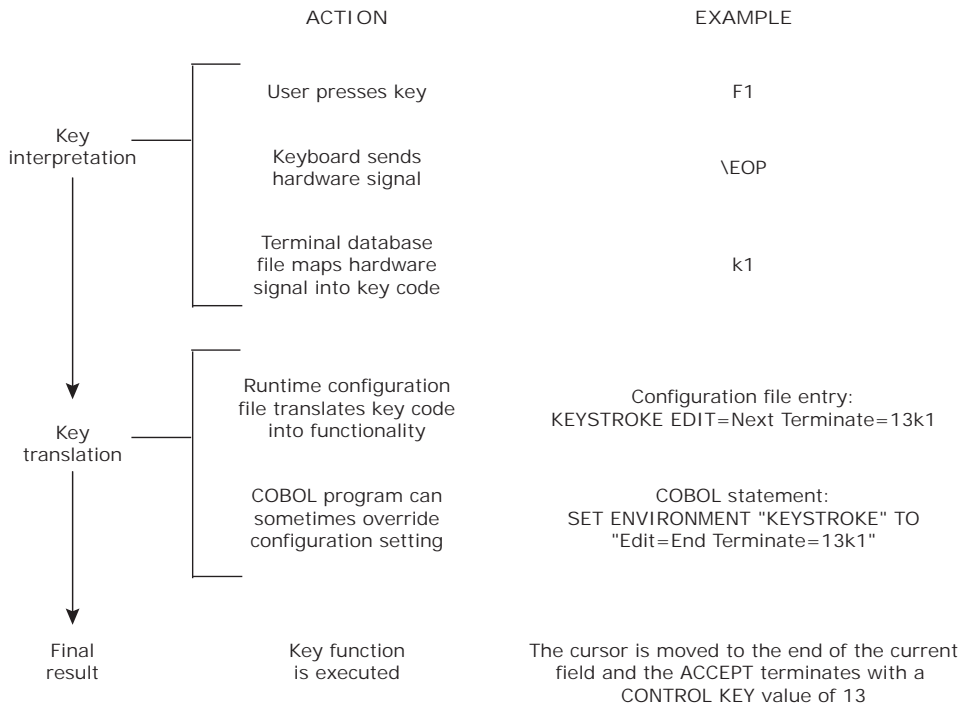 ACTION EXAMPLE
User presses key F1
Key
interpretation
Keyboard sends
hardware signal
\EOP
Terminal database
file maps hardware
signal into key code
k1
Runtime configuration
file translates key code
into functionality
Configuration file entry:
KEYSTROKE EDIT=Next Terminate=13k1
Key
translation
COBOL program can
sometimes override
configuration setting
COBOL statement:
SET ENVIRONMENT "KEYSTROKE" TO
"Edit=End Terminate=13k1"
Final
result
Key function
is executed
The cursor is moved to the end of the current
field and the ACCEPT terminates with a
CONTROL KEY value of 13